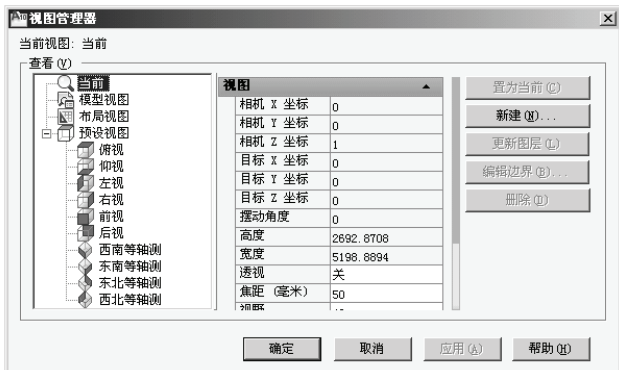 视图管理器
当前视图: 当前
查看(V)
当前
模型视图
布局视图
预设视图
俯视
仰视
左视
右视
前视
后视
西南等轴测
东南等轴测
东北等轴测
西北等轴测
视图
相机 X 坐标 0
相机 Y 坐标 0
相机 Z 坐标 1
目标 X 坐标 0
目标 Y 坐标 0
目标 Z 坐标 0
摆动角度 0
高度 2692.8708
宽度 5198.8894
透视 关
焦距 (毫米) 50
置为当前(C)
新建(N)...
更新图层(L)
编辑边界(B)...
删除(D)
确定
取消
应用(A)
帮助(H)